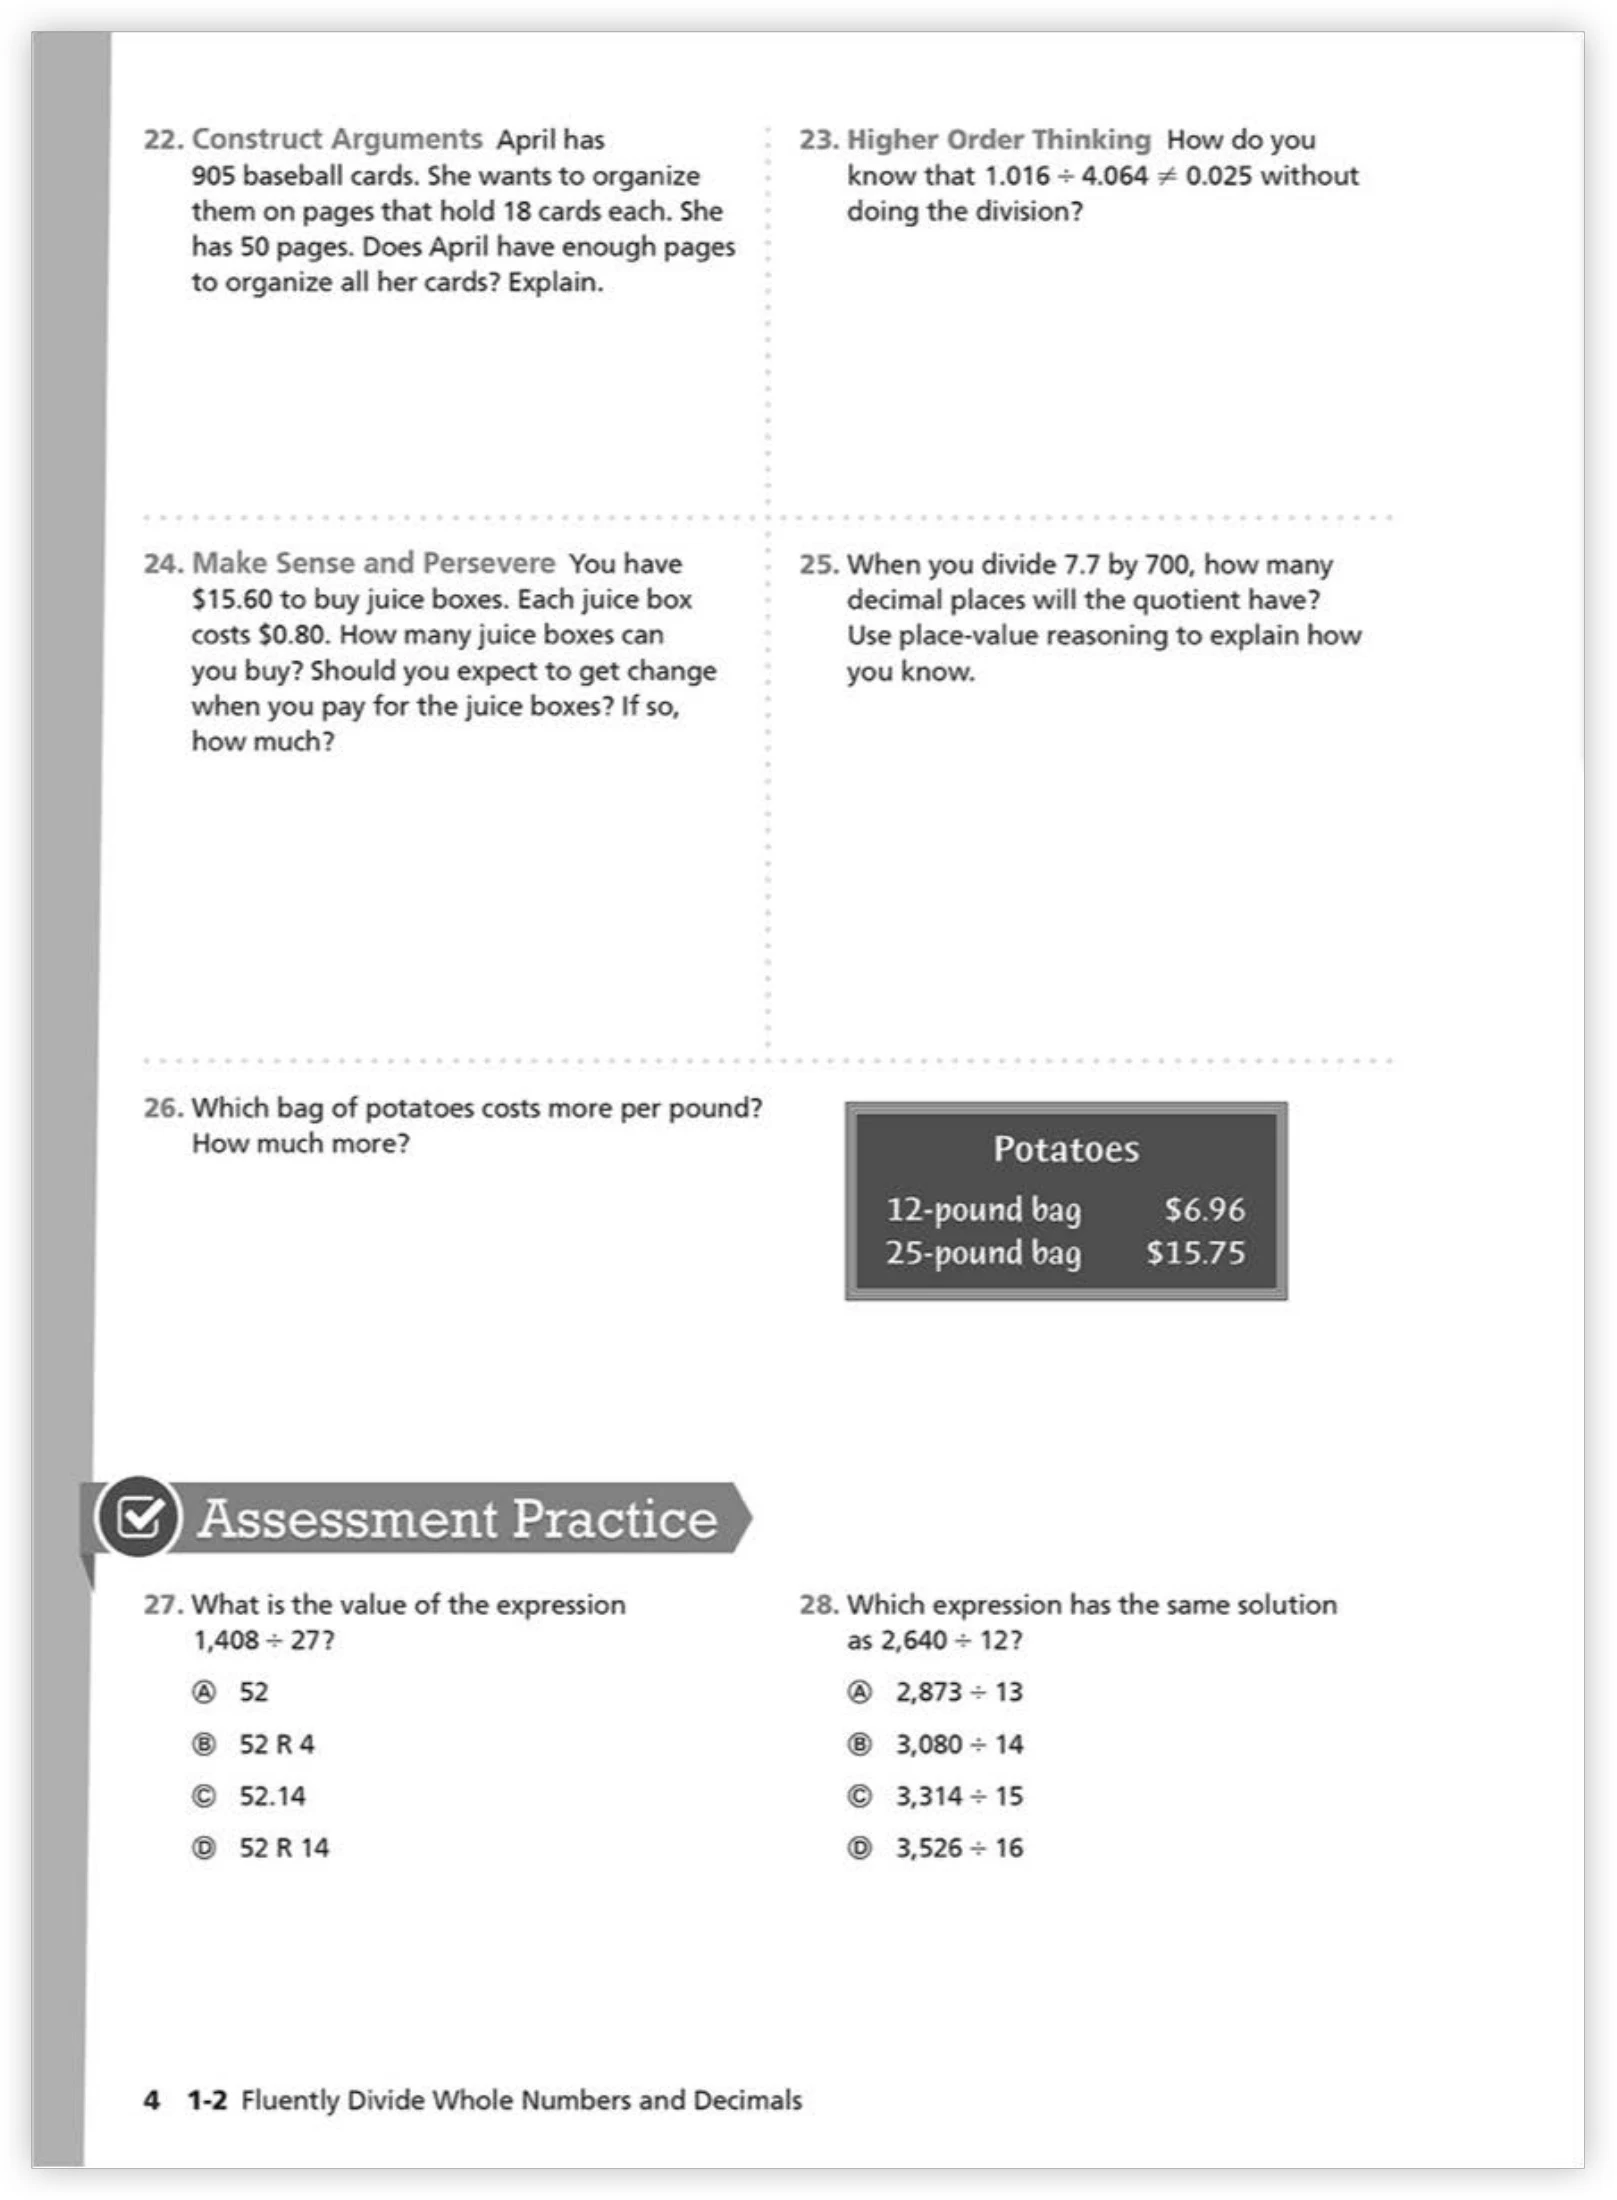 22. Construct Arguments April has
905 baseball cards. She wants to organize
them on pages that hold 18 cards each. She
has 50 pages. Does April have enough pages
to organize all her cards? Explain.
23. Higher Order Thinking How do you
know that 1.016 ÷ 4.064 ≠ 0.025 without
doing the division?
24. Make Sense and Persevere You have
$15.60 to buy juice boxes. Each juice box
costs $0.80. How many juice boxes can
you buy? Should you expect to get change
when you pay for the juice boxes? If so,
how much?
25. When you divide 7.7 by 700, how many
decimal places will the quotient have?
Use place-value reasoning to explain how
you know.
26. Which bag of potatoes costs more per pound?
How much more?
Potatoes
12-pound bag $6.96
25-pound bag $15.75
Assessment Practice
27. What is the value of the expression
1,408 ÷ 27?
Ⓐ 52
Ⓑ 52 R 4
Ⓒ 52.14
Ⓓ 52 R 14
28. Which expression has the same solution
as 2,640 ÷ 12?
Ⓐ 2,873 ÷ 13
Ⓑ 3,080 ÷ 14
Ⓒ 3,314 ÷ 15
Ⓓ 3,526 ÷ 16
4 1-2 Fluently Divide Whole Numbers and Decimals